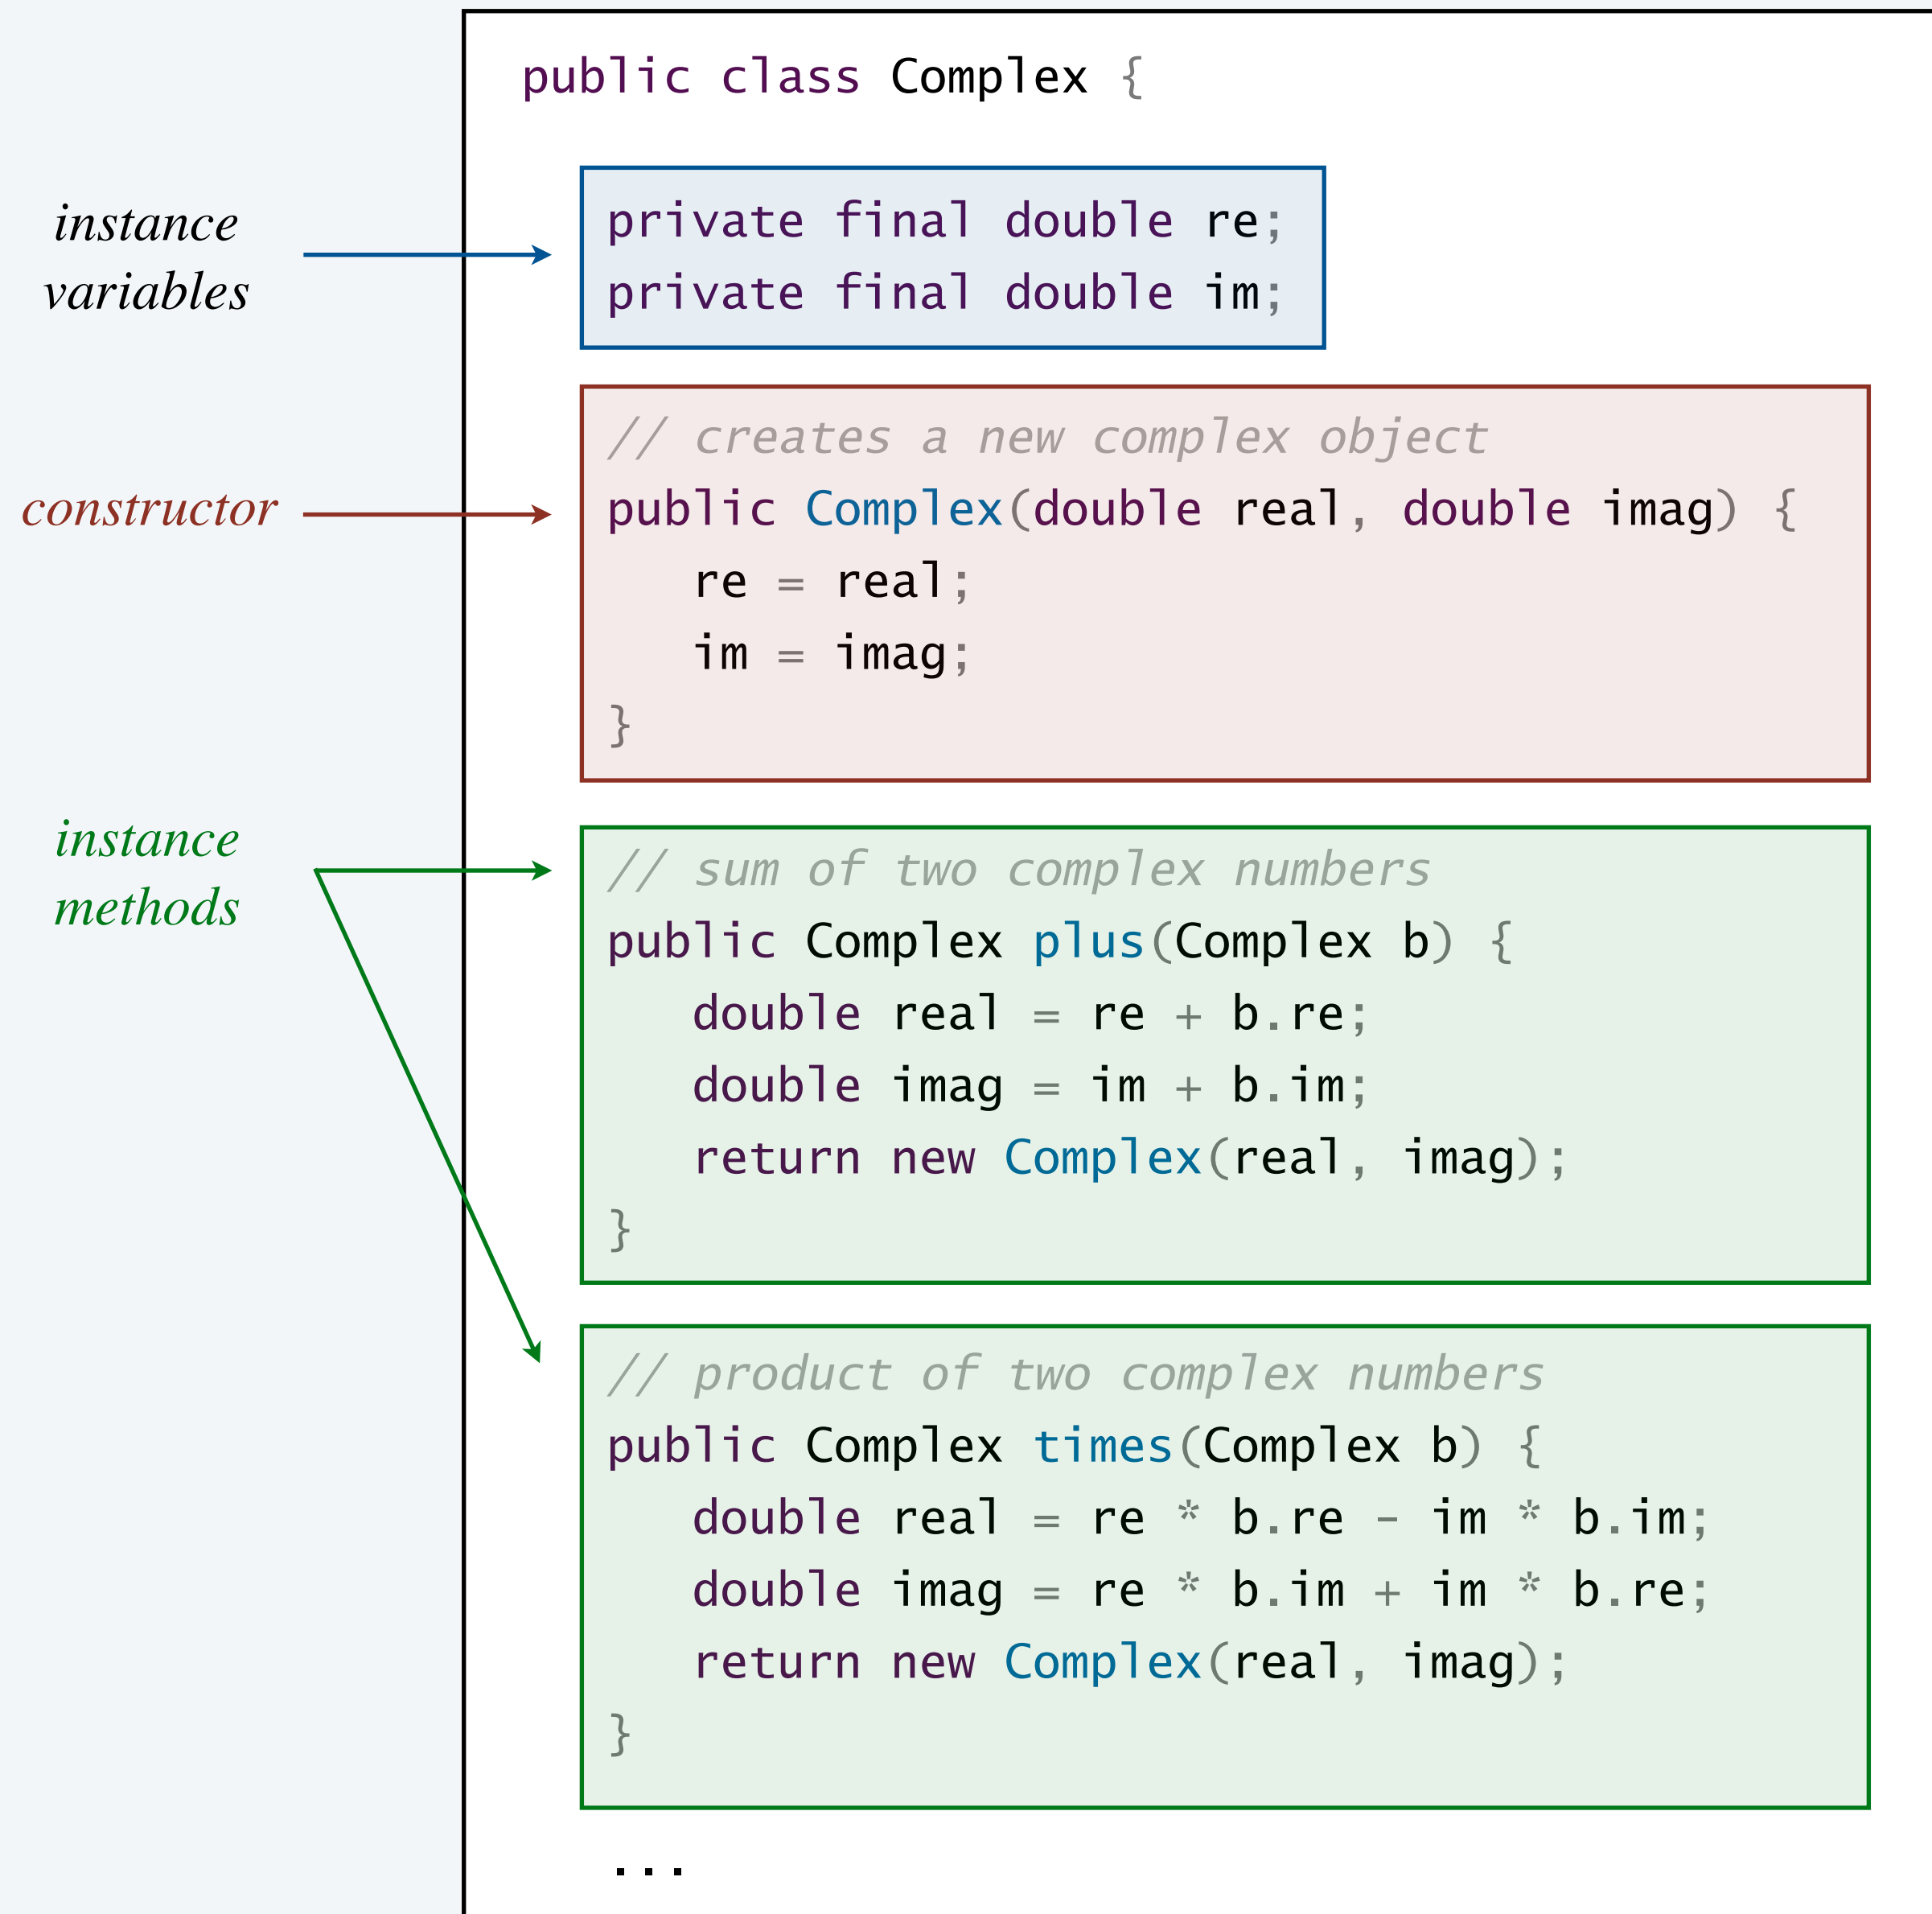 public class Complex {
instance
variables
private final double re;
private final double im;
// creates a new complex object
constructor
public Complex(double real, double imag) {
re = real;
im = imag;
}
instance
methods
// sum of two complex numbers
public Complex plus(Complex b) {
double real = re + b.re;
double imag = im + b.im;
return new Complex(real, imag);
}
// product of two complex numbers
public Complex times(Complex b) {
double real = re * b.re - im * b.im;
double imag = re * b.im + im * b.re;
return new Complex(real, imag);
}
...